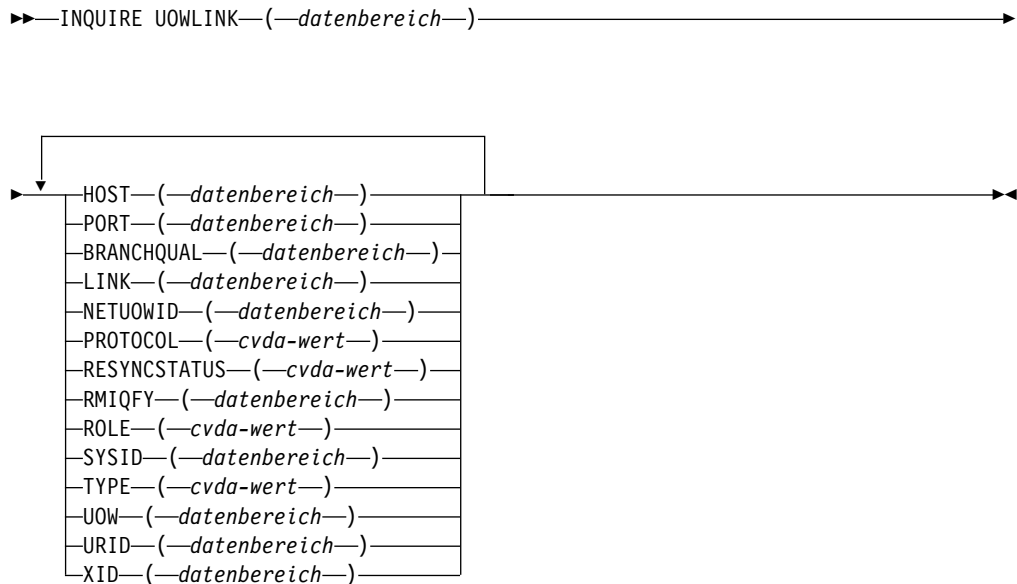 INQUIRE UOWLINK ( datenbereich )
HOST ( datenbereich )
PORT ( datenbereich )
BRANCHQUAL ( datenbereich )
LINK ( datenbereich )
NETUOWID ( datenbereich )
PROTOCOL ( cvda-wert )
RESYNCSTATUS ( cvda-wert )
RMIQFY ( datenbereich )
ROLE ( cvda-wert )
SYSID ( datenbereich )
TYPE ( cvda-wert )
UOW ( datenbereich )
URID ( datenbereich )
XID ( datenbereich )